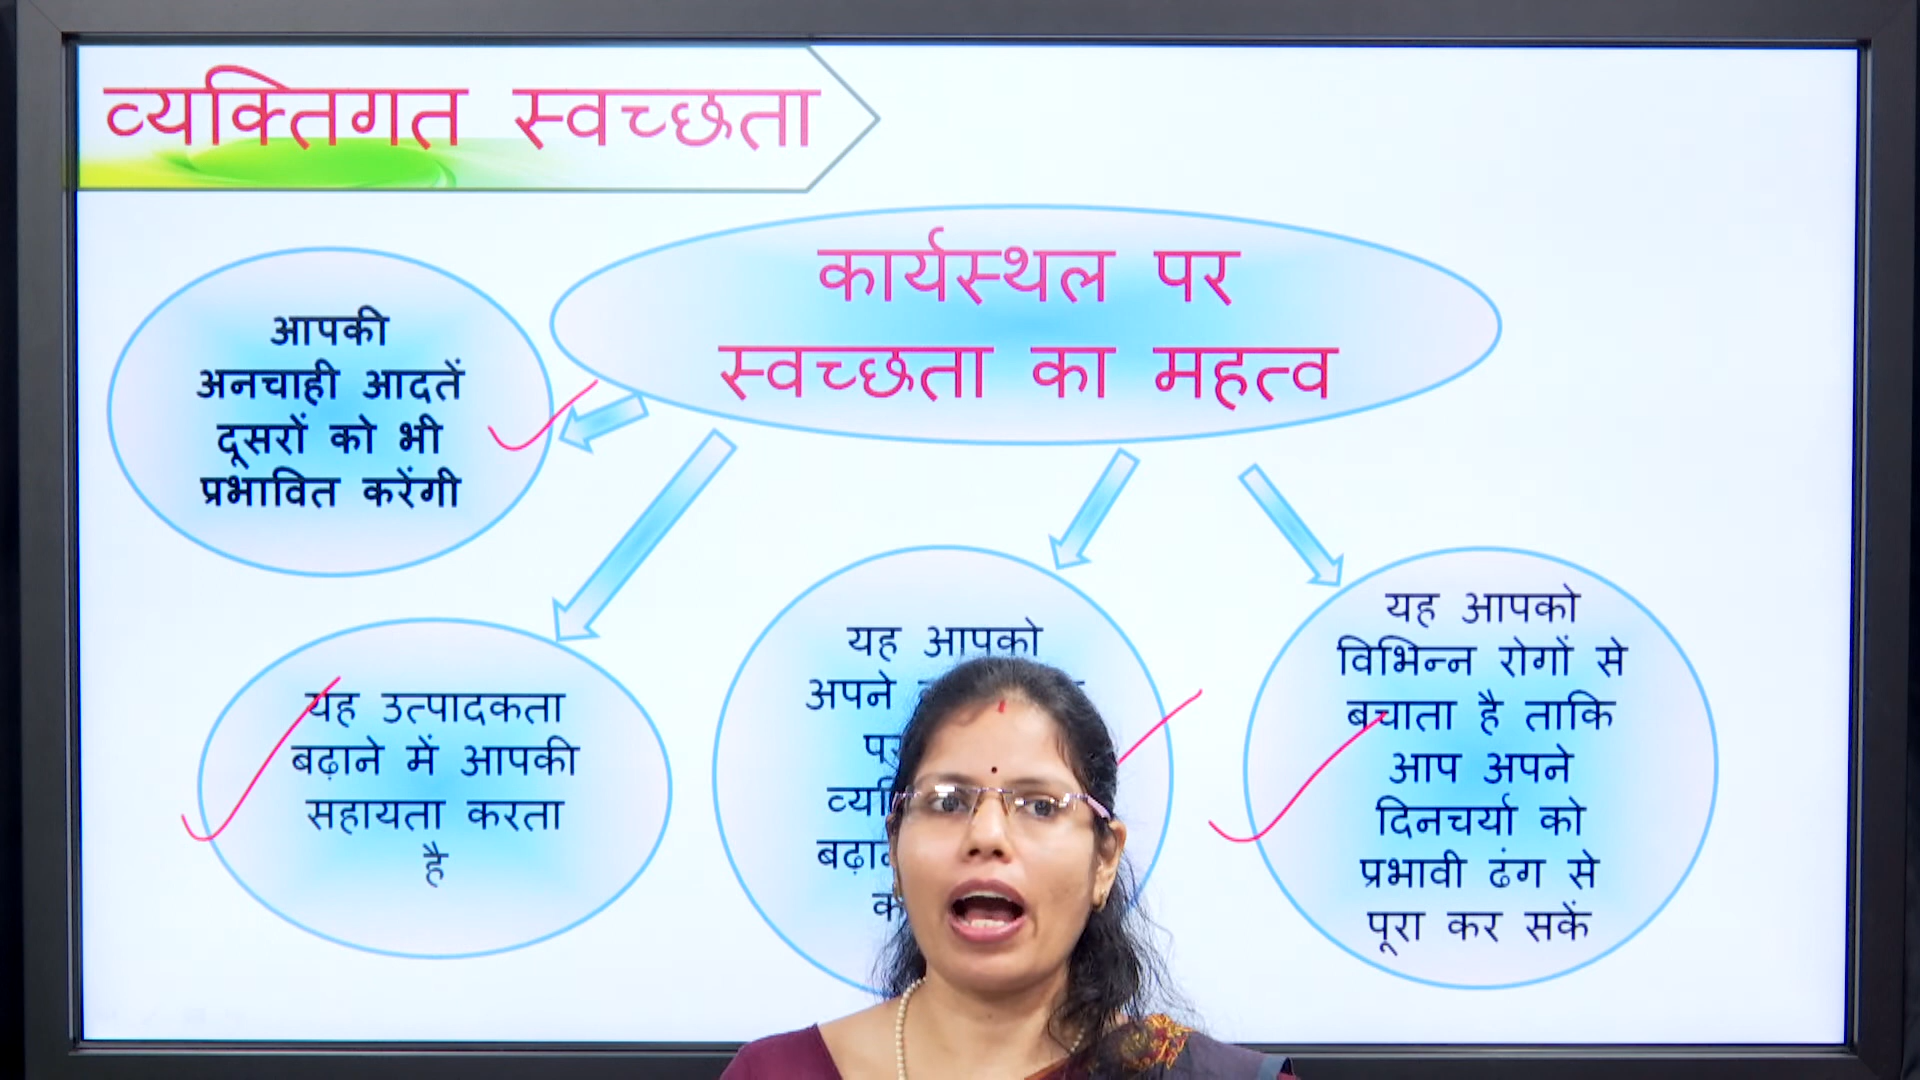 व्यक्तिगत स्वच्छता
कार्यस्थल पर
स्वच्छता का महत्व
आपकी
अनचाही आदतें
दूसरों को भी
प्रभावित करेंगी
यह उत्पादकता
बढ़ाने में आपकी
सहायता करता
है
यह आपको
अपने
यह आपको
विभिन्न रोगों से
बचाता है ताकि
आप अपने
दिनचर्या को
प्रभावी ढंग से
पूरा कर सकें